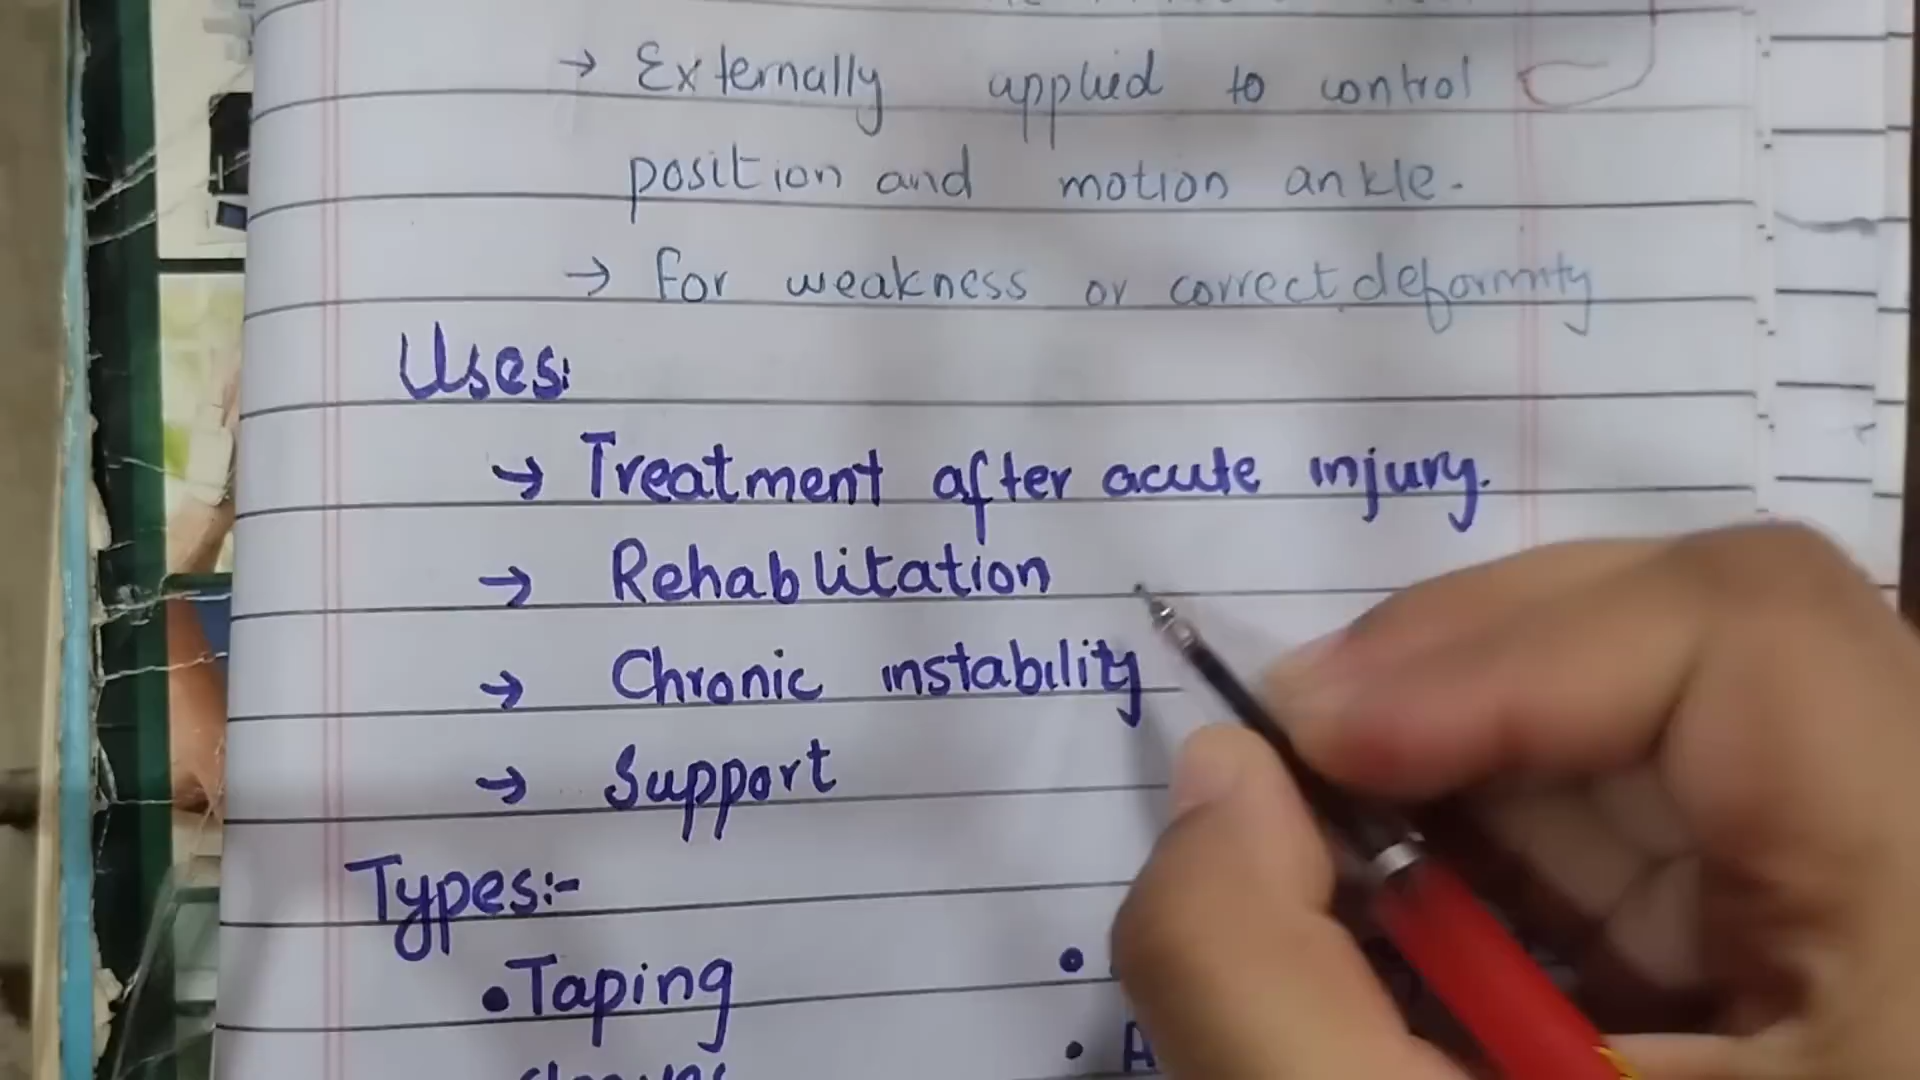 → Externally applied to control
position and motion ankle.
→ For weakness or correct deformity
Uses:
→ Treatment after acute injury.
→ Rehablitation
→ Chronic instability
→ Support
Types:-
• Taping